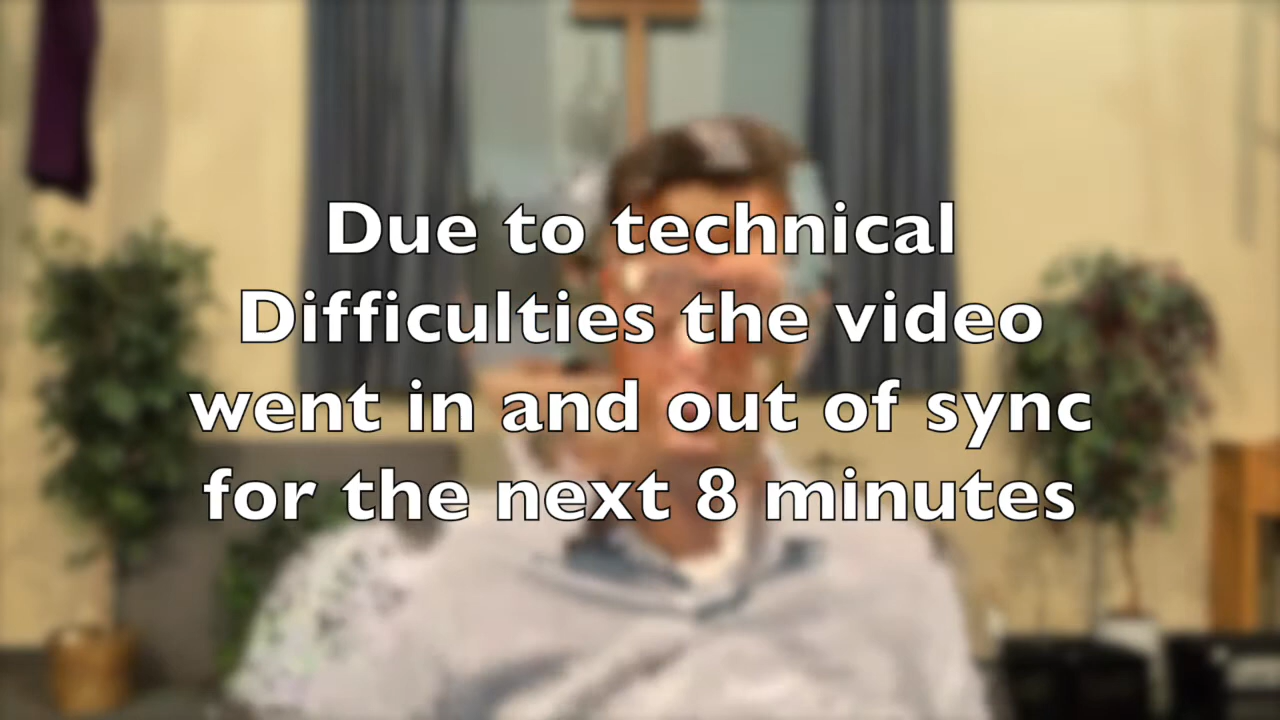 Due to technical
Difficulties the video
went in and out of sync
for the next 8 minutes